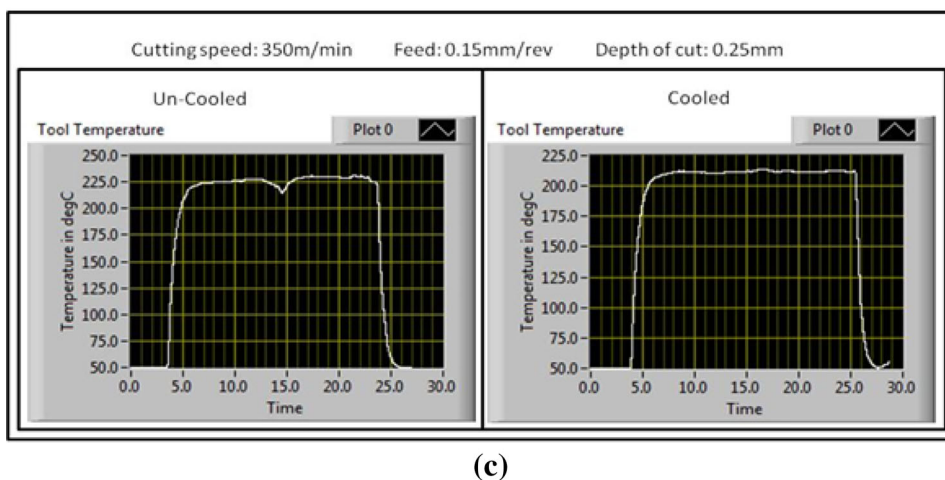 Cutting speed: 350m/min Feed: 0.15mm/rev Depth of cut: 0.25mm
Un-Cooled
Tool Temperature Plot 0
Temperature in degC
250.0
225.0
200.0
175.0
150.0
125.0
100.0
75.0
50.0
0.0 5.0 10.0 15.0 20.0 25.0 30.0
Time
Cooled
Tool Temperature Plot 0
Temperature in degC
225.0
200.0
175.0
150.0
125.0
100.0
75.0
50.0
0.0 5.0 10.0 15.0 20.0 25.0 30.0
Time
(c)